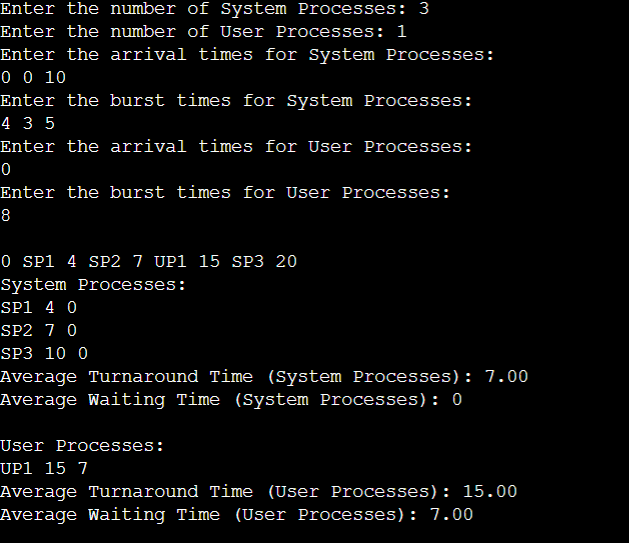 Enter the number of System Processes: 3
Enter the number of User Processes: 1
Enter the arrival times for System Processes:
0 0 10
Enter the burst times for System Processes:
4 3 5
Enter the arrival times for User Processes:
0
Enter the burst times for User Processes:
8
0 SP1 4 SP2 7 UP1 15 SP3 20
System Processes:
SP1 4 0
SP2 7 0
SP3 10 0
Average Turnaround Time (System Processes): 7.00
Average Waiting Time (System Processes): 0
User Processes:
UP1 15 7
Average Turnaround Time (User Processes): 15.00
Average Waiting Time (User Processes): 7.00